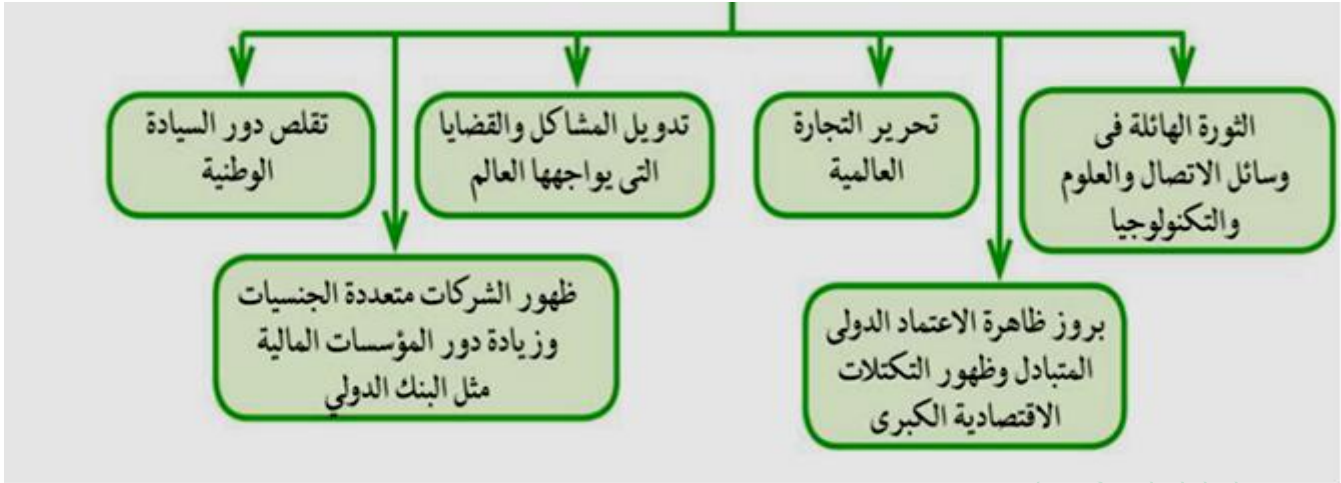 الثورة الهائلة فى
وسائل الاتصال والعلوم
والتكنولوجيا
بروز ظاهرة الاعتماد الدولى
المتبادل وظهور التكتلات
الاقتصادية الكبرى
تحرير التجارة
العالمية
تدويل المشاكل والقضايا
التى يواجهها العالم
ظهور الشركات متعددة الجنسيات
وزيادة دور المؤسسات المالية
مثل البنك الدولي
تقلص دور السيادة
الوطنية